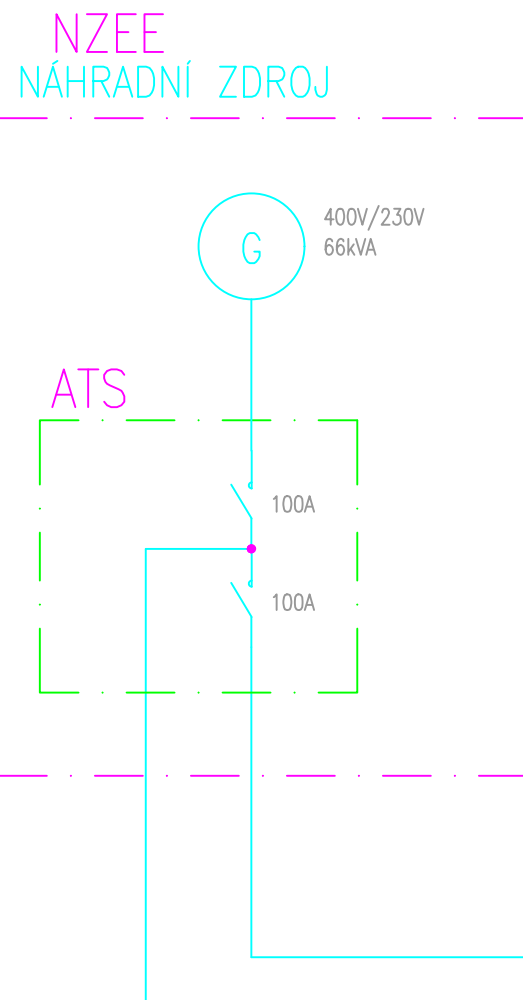 NZEE
NÁHRADNÍ ZDROJ
400V/230V
66kVA
G
ATS
100A
100A